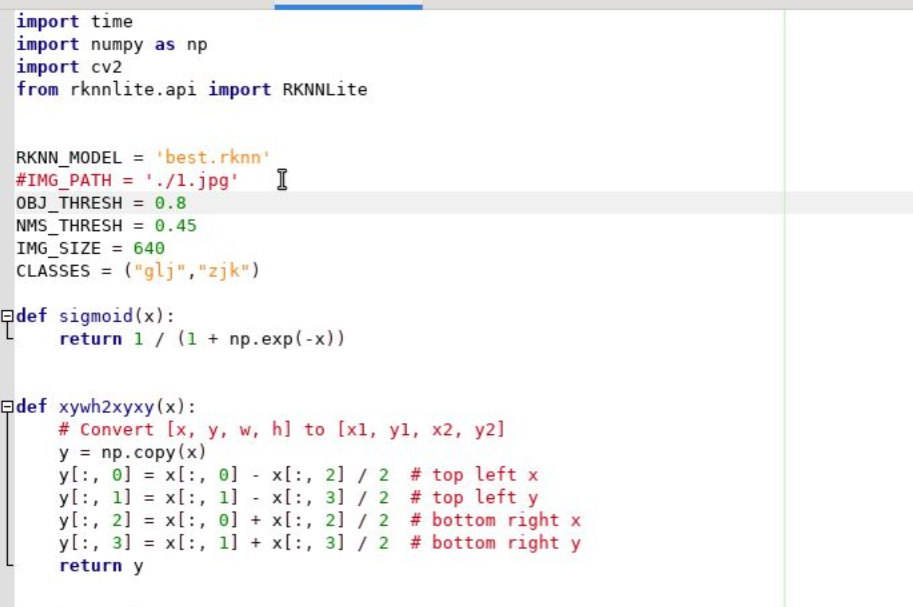 import time
import numpy as np
import cv2
from rknnlite.api import RKNNLite
RKNN_MODEL = 'best.rknn'
#IMG_PATH = './1.jpg'
OBJ_THRESH = 0.8
NMS_THRESH = 0.45
IMG_SIZE = 640
CLASSES = ("glj","zjk")
def sigmoid(x):
    return 1 / (1 + np.exp(-x))
def xywh2xyxy(x):
    # Convert [x, y, w, h] to [x1, y1, x2, y2]
    y = np.copy(x)
    y[:, 0] = x[:, 0] - x[:, 2] / 2  # top left x
    y[:, 1] = x[:, 1] - x[:, 3] / 2  # top left y
    y[:, 2] = x[:, 0] + x[:, 2] / 2  # bottom right x
    y[:, 3] = x[:, 1] + x[:, 3] / 2  # bottom right y
    return y